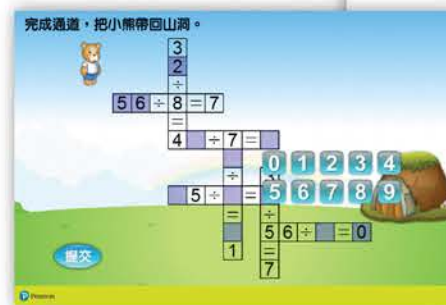 完成通道，把小熊帶回山洞。
3
2
÷
56÷8=7
=
4 ÷7=
0 1 2 3 4
÷
5÷ =
5 6 7 8 9
= ÷
56÷ =0
1 =
7
提交
Pearson